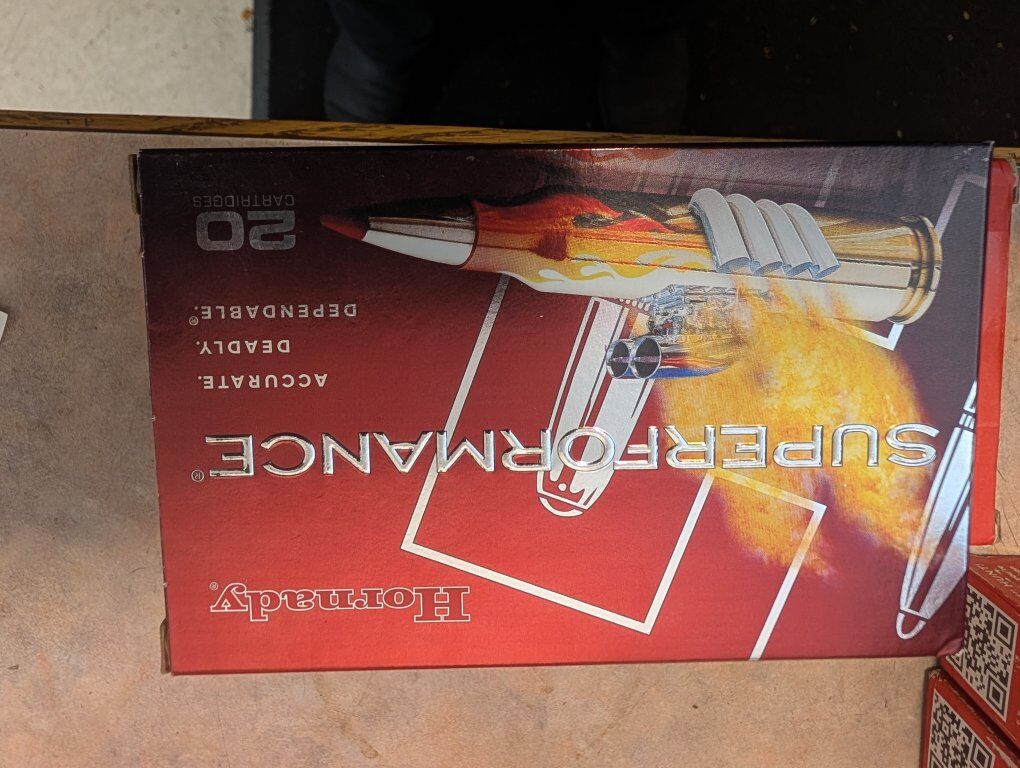 Hornady®
SUPERFORMANCE®
ACCURATE.
DEADLY.
DEPENDABLE.®
20
CARTRIDGES